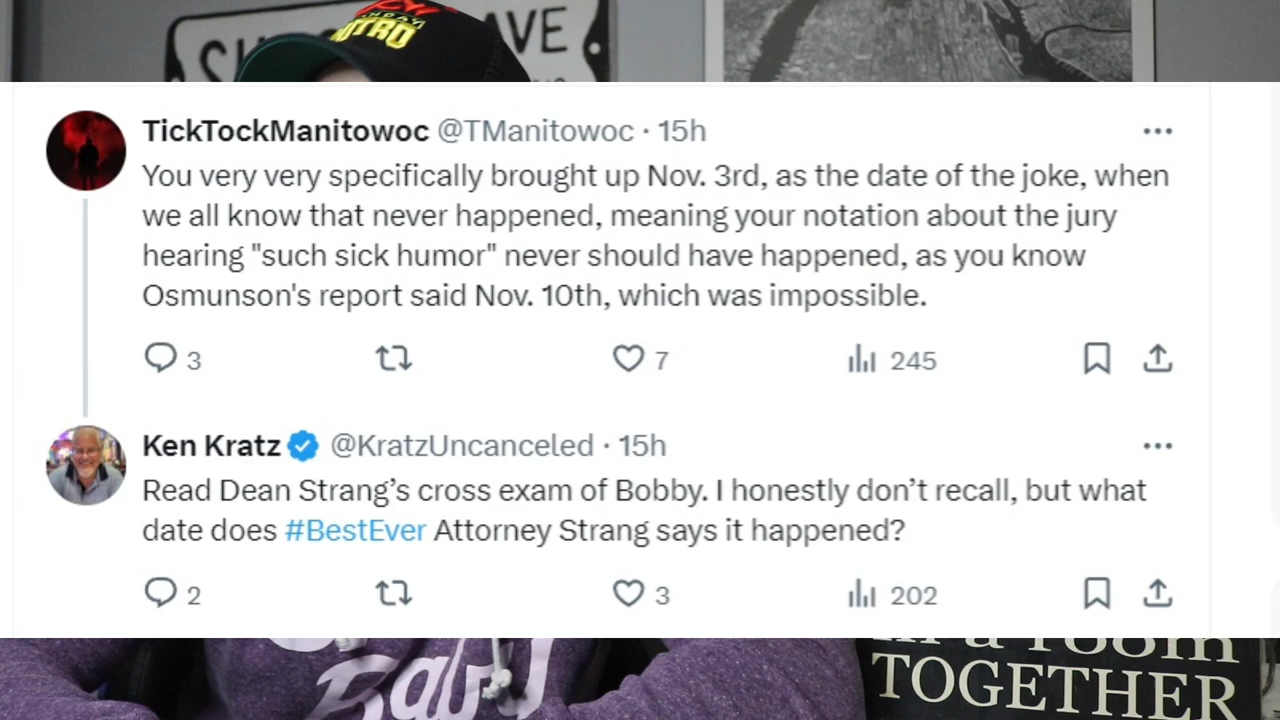 AVE
NITRO
TickTockManitowoc @TManitowoc · 15h
You very very specifically brought up Nov. 3rd, as the date of the joke, when
we all know that never happened, meaning your notation about the jury
hearing "such sick humor" never should have happened, as you know
Osmunson's report said Nov. 10th, which was impossible.
3 7 245
Ken Kratz @KratzUncanceled · 15h
Read Dean Strang’s cross exam of Bobby. I honestly don’t recall, but what
date does #BestEver Attorney Strang says it happened?
2 3 202
in a room
TOGETHER